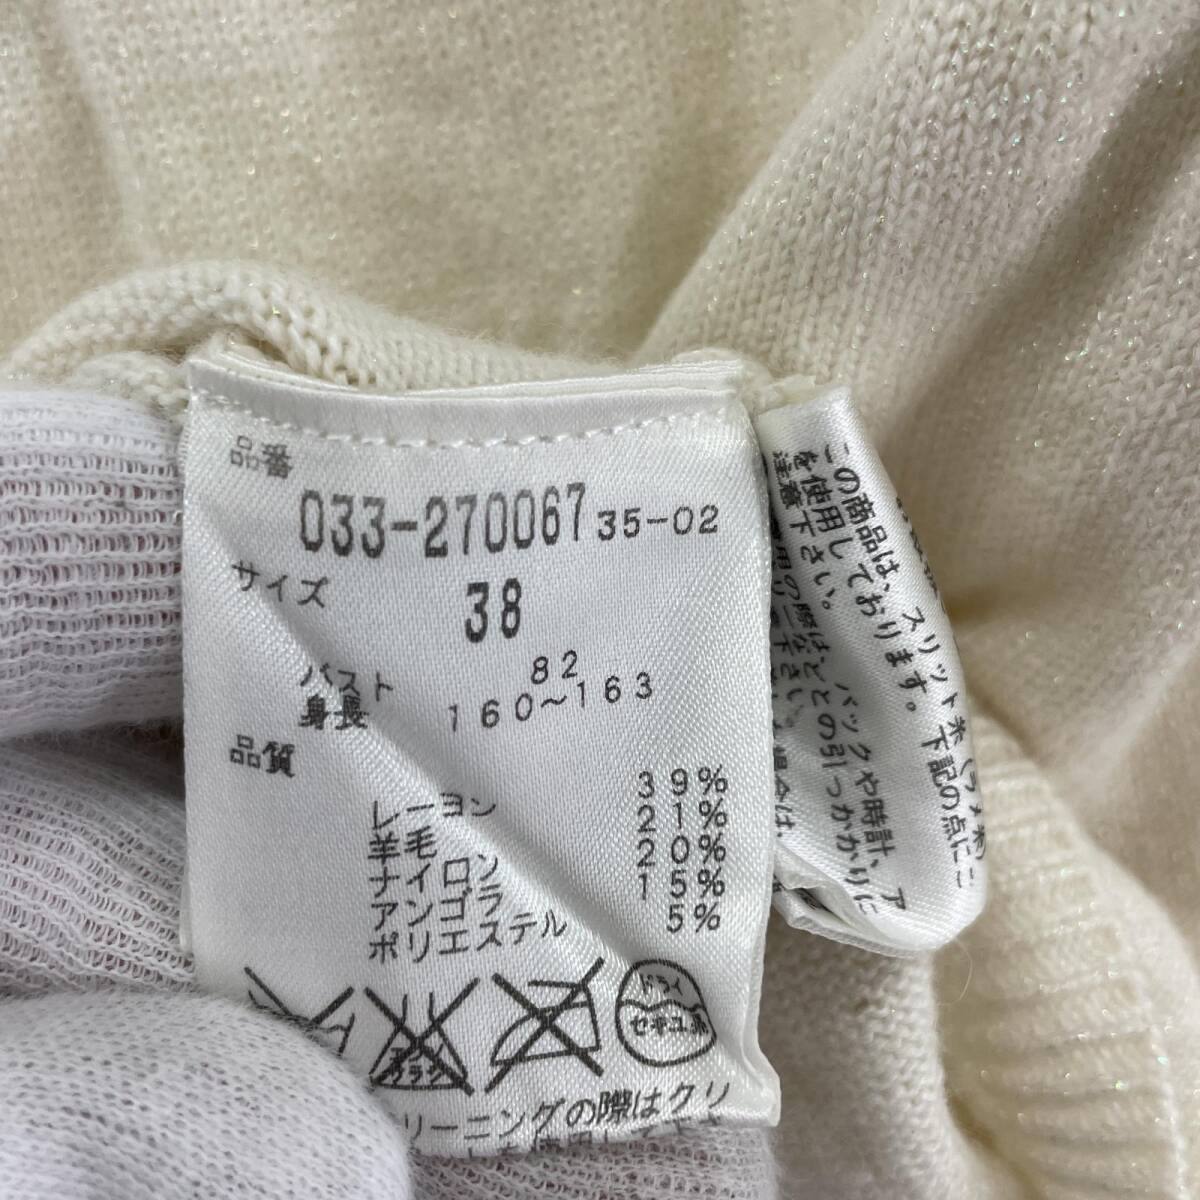 品番
033-270067 35-02
サイズ 38
バスト 82
身長 160~163
品質
レーヨン 39%
羊毛 21%
ナイロン 20%
アンゴラ 15%
ポリエステル 5%
ドライ
セキユ系
リーニングの際はクリ
この商品は、スリット糸(ラメ糸)
を使用しております。下記の点にご
注意下さい。
バックや時計、ア
との引っかかりに